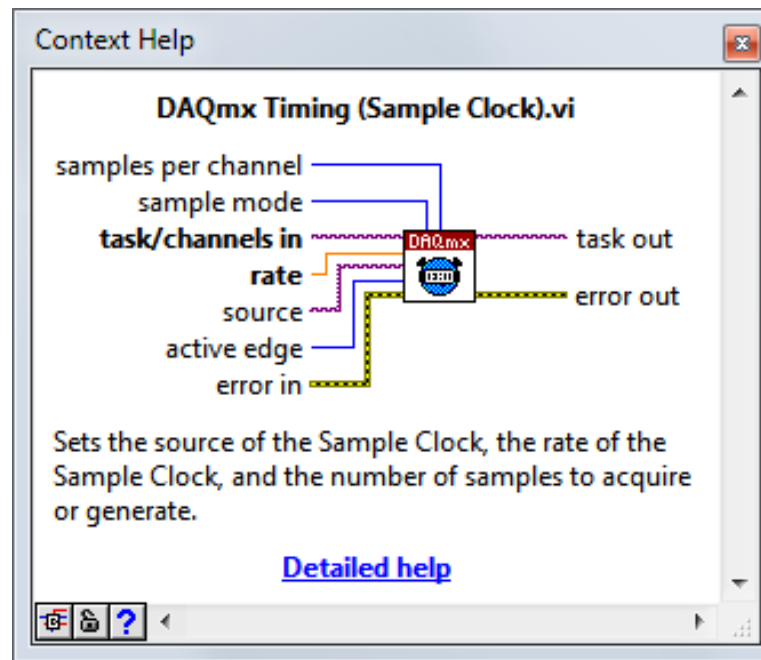 Context Help
DAQmx Timing (Sample Clock).vi
samples per channel
sample mode
task/channels in
rate
source
active edge
error in
DAQmx
task out
error out
Sets the source of the Sample Clock, the rate of the
Sample Clock, and the number of samples to acquire
or generate.
Detailed help
?